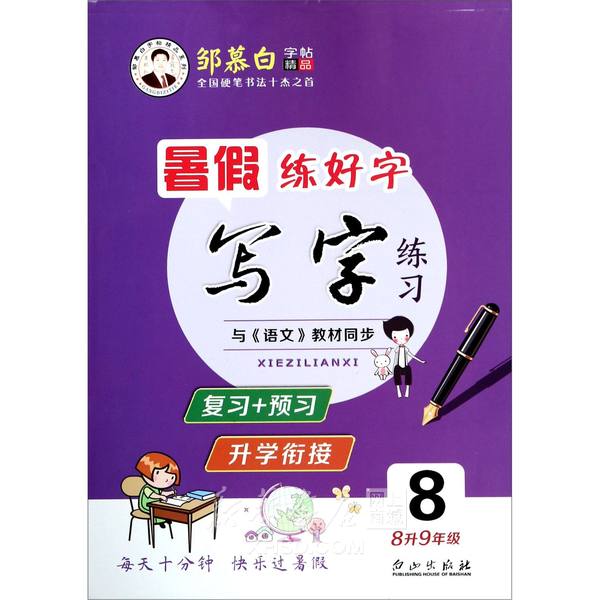 邹慕白 字帖精品
全国硬笔书法十杰之首
暑假 练好字
写字 练习
与《语文》教材同步
XIEZILIANXI
复习+预习
升学衔接
8
8升9年级
每天十分钟 快乐过暑假
白山出版社
PUBLISHING HOUSE OF BAISHAN